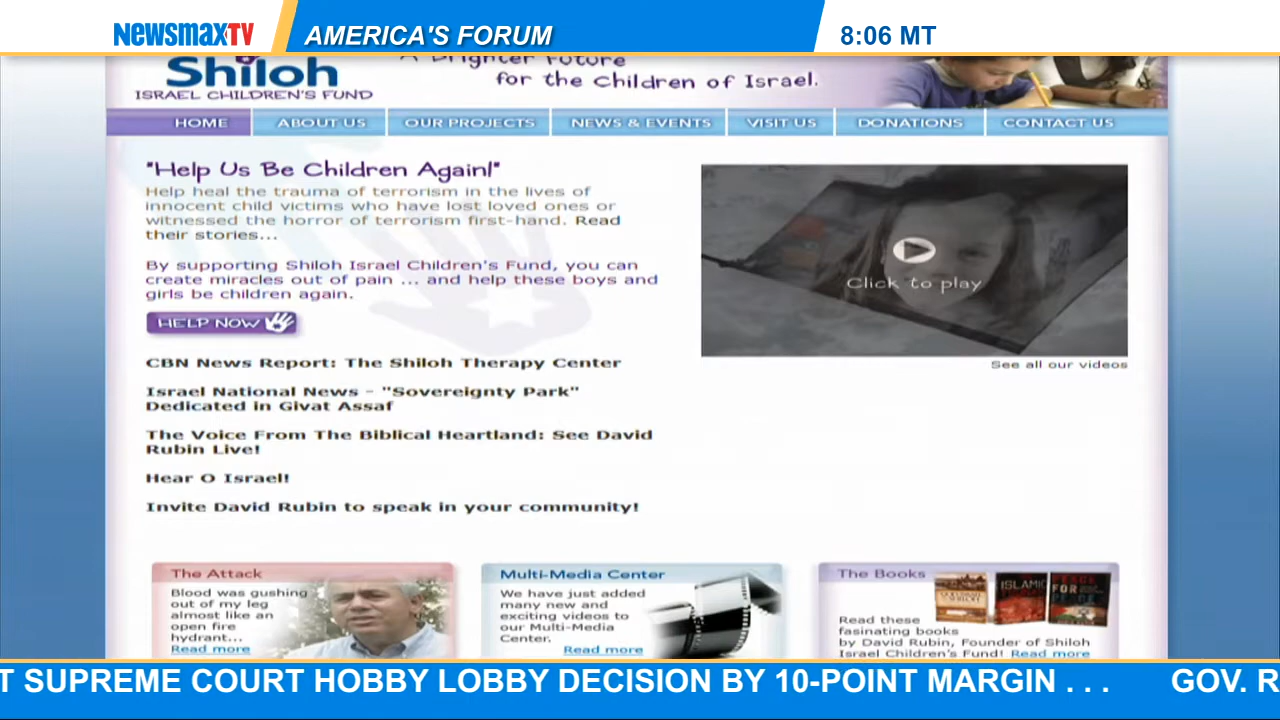 NEWSMAXTV
AMERICA'S FORUM
8:06 MT
Shiloh
ISRAEL CHILDREN'S FUND
A Brighter Future
for the Children of Israel.
HOME
ABOUT US
OUR PROJECTS
NEWS & EVENTS
VISIT US
DONATIONS
CONTACT US
"Help Us Be Children Again!"
Help heal the trauma of terrorism in the lives of
innocent child victims who have lost loved ones or
witnessed the horror of terrorism first-hand. Read
their stories...
By supporting Shiloh Israel Children's Fund, you can
create miracles out of pain ... and help these boys and
girls be children again.
HELP NOW
CBN News Report: The Shiloh Therapy Center
Israel National News - "Sovereignty Park"
Dedicated in Givat Assaf
The Voice From The Biblical Heartland: See David
Rubin Live!
Hear O Israel!
Invite David Rubin to speak in your community!
Click to play
See all our videos
The Attack
Blood was gushing
out of my leg
almost like an
open fire
hydrant...
Read more
Multi-Media Center
We have just added
many new and
exciting videos to
our Multi-Media
Center.
Read more
The Books
ISLAMIC
PEACE
FOR
Read these
fasinating books
by David Rubin, Founder of Shiloh
Israel Children's Fund! Read more
T SUPREME COURT HOBBY LOBBY DECISION BY 10-POINT MARGIN . . .
GOV. R